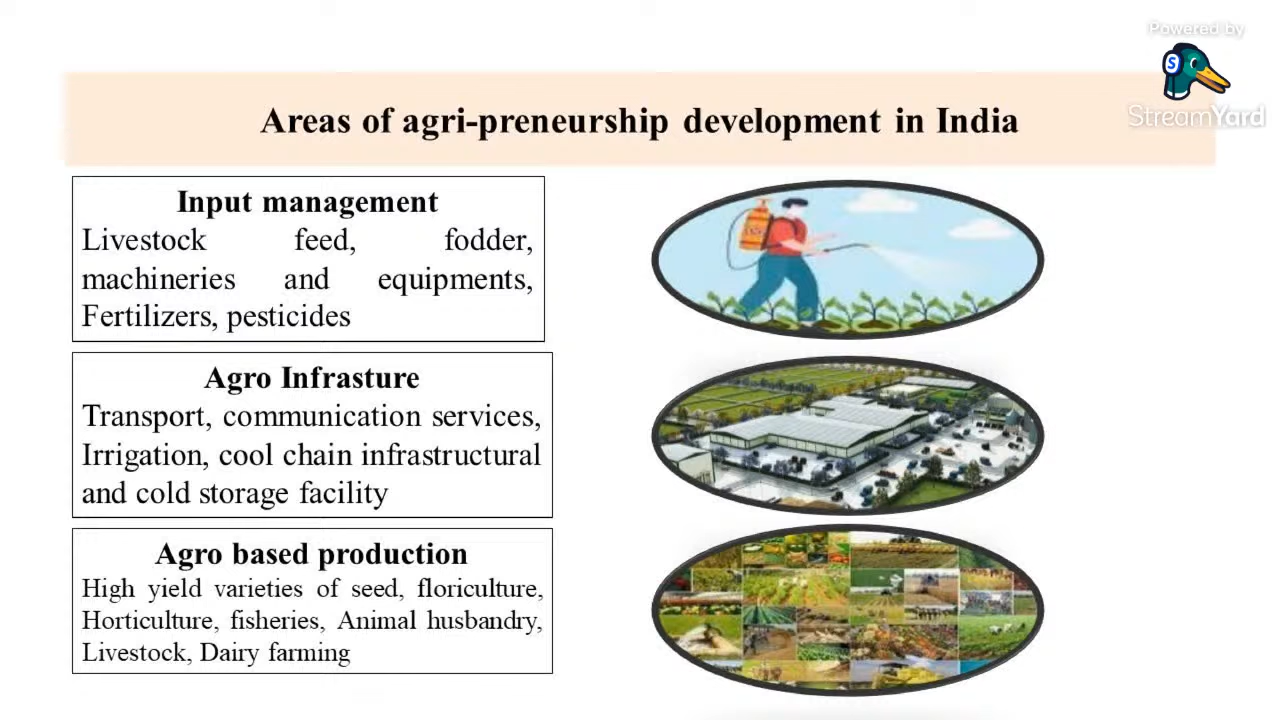 Powered by
StreamYard
Areas of agri-preneurship development in India
Input management
Livestock feed, fodder,
machineries and equipments,
Fertilizers, pesticides
Agro Infrasture
Transport, communication services,
Irrigation, cool chain infrastructural
and cold storage facility
Agro based production
High yield varieties of seed, floriculture,
Horticulture, fisheries, Animal husbandry,
Livestock, Dairy farming